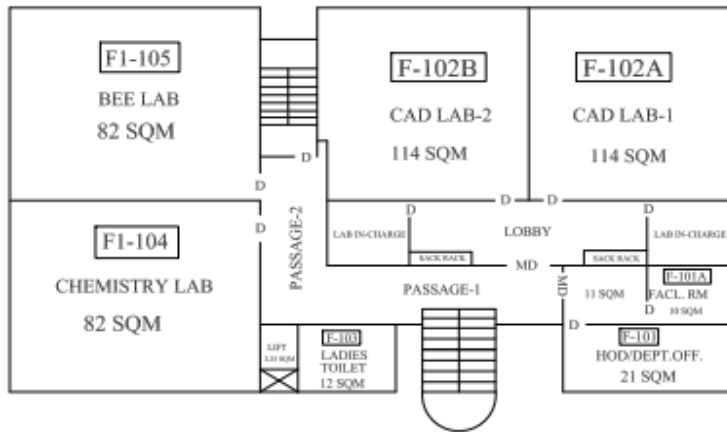 F1-105
BEE LAB
82 SQM
F-102B
CAD LAB-2
114 SQM
F-102A
CAD LAB-1
114 SQM
D
D
D
D
D
D
D
F1-104
CHEMISTRY LAB
82 SQM
PASSAGE-2
LAB IN-CHARGE
SACK RACK
LOBBY
MD
SACK RACK
LAB IN-CHARGE
PASSAGE-1
MD
11 SQM
F-101A
FACL. RM
10 SQM
D
D
LIFT
F-103
LADIES
TOILET
12 SQM
F-101
HOD/DEPT.OFF.
21 SQM